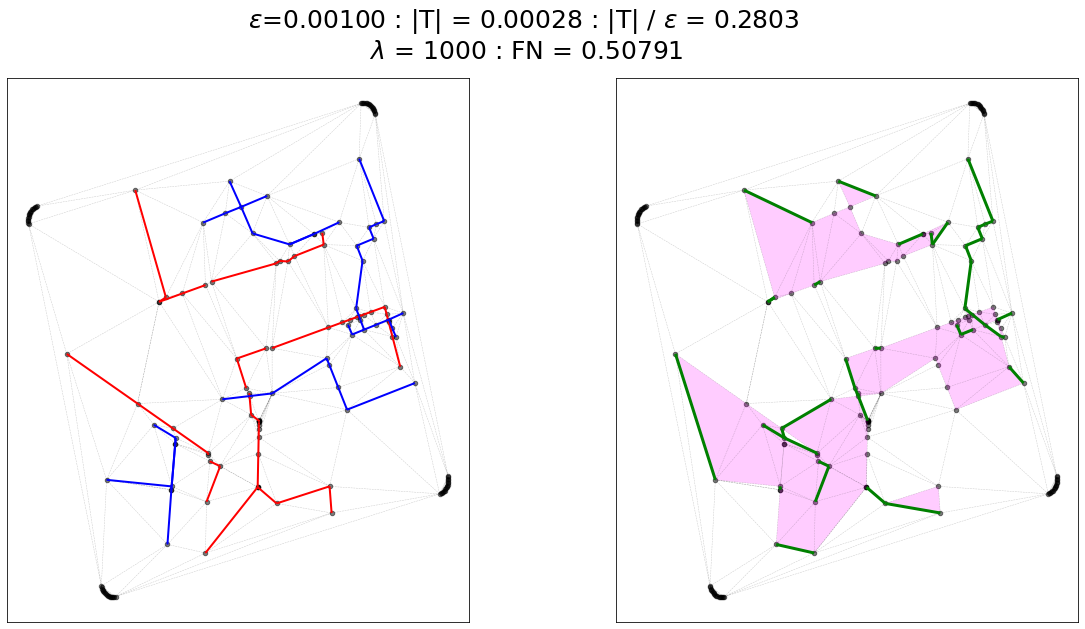 ε=0.00100 : |T| = 0.00028 : |T| / ε = 0.2803
λ = 1000 : FN = 0.50791